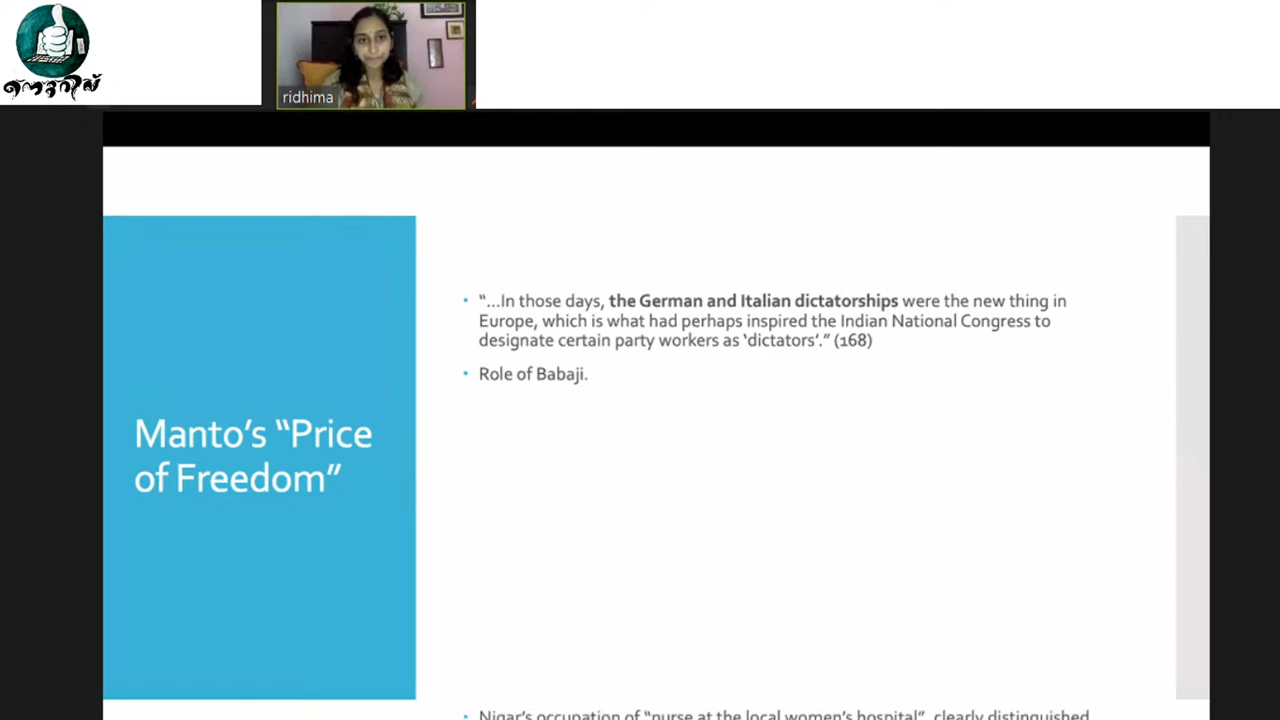 ridhima
“…In those days, the German and Italian dictatorships were the new thing in
Europe, which is what had perhaps inspired the Indian National Congress to
designate certain party workers as ‘dictators’.” (168)
Role of Babaji.
Manto’s “Price
of Freedom”
Nigar’s occupation of “nurse at the local women’s hospital”, clearly distinguished